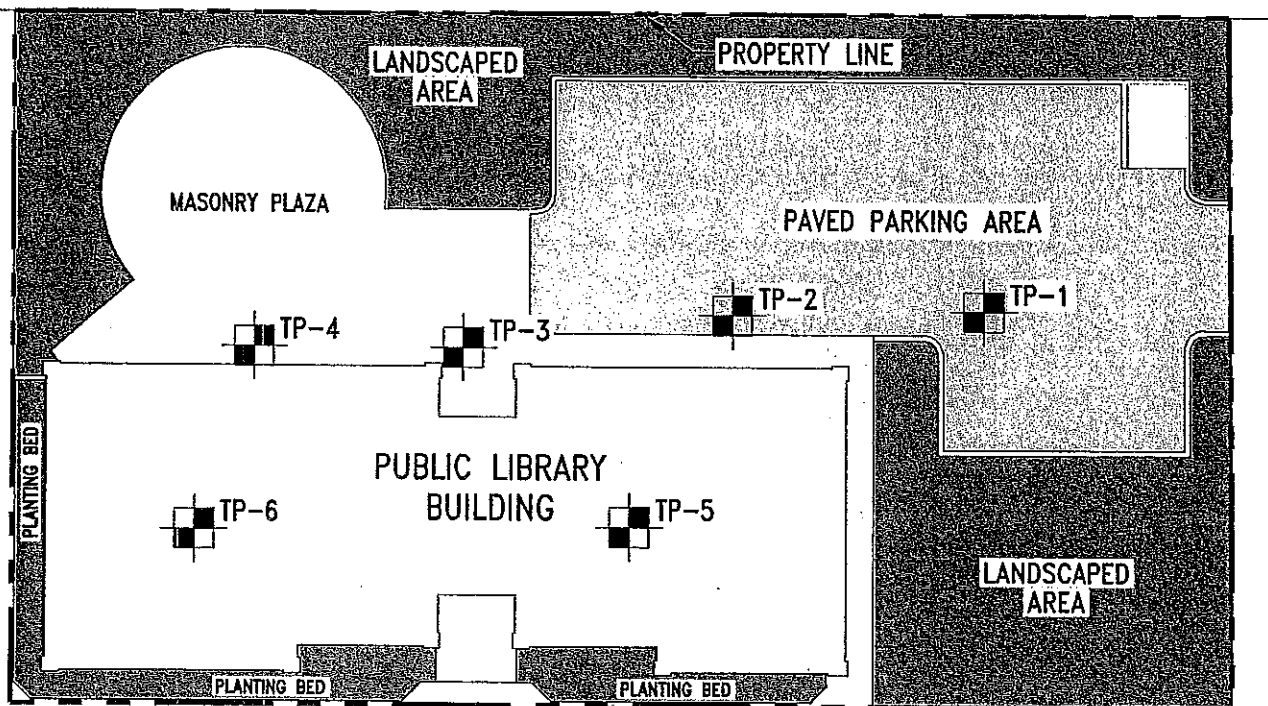 LANDSCAPED
AREA
PROPERTY LINE
MASONRY PLAZA
PAVED PARKING AREA
TP-2
TP-1
TP-4
TP-3
PLANTING BED
PUBLIC LIBRARY
BUILDING
TP-6
TP-5
LANDSCAPED
AREA
PLANTING BED
PLANTING BED